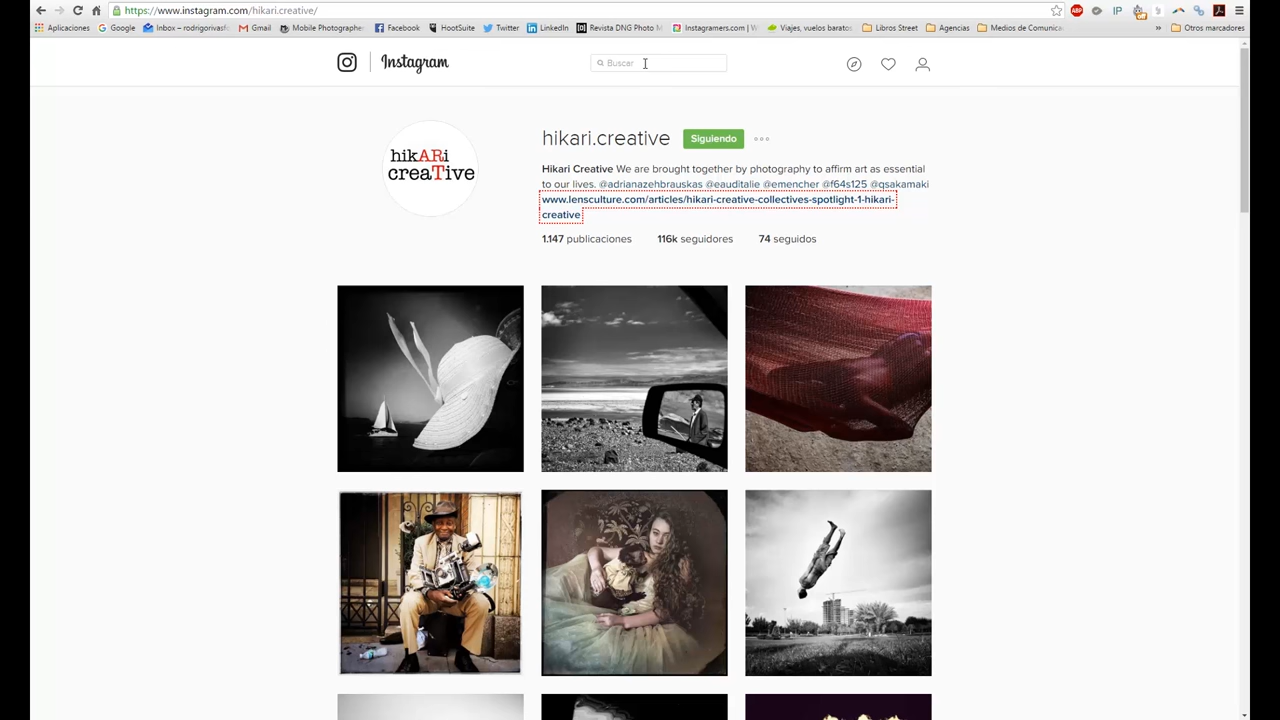 https://www.instagram.com/hikari.creative/
Aplicaciones Google Inbox – rodrigorivasf Gmail Mobile Photographe Facebook HootSuite Twitter LinkedIn Revista DNG Photo M Instagramers.com | W Viajes, vuelos baratos Libros Street Agencias Medios de Comunica » Otros marcadores
Instagram Buscar
hikari.creative Siguiendo
hikARi
creaTive
Hikari Creative We are brought together by photography to affirm art as essential
to our lives. @adrianazehbrauskas @eauditalie @emencher @f64s125 @qsakamaki
www.lensculture.com/articles/hikari-creative-collectives-spotlight-1-hikari-
creative
1.147 publicaciones 116k seguidores 74 seguidos